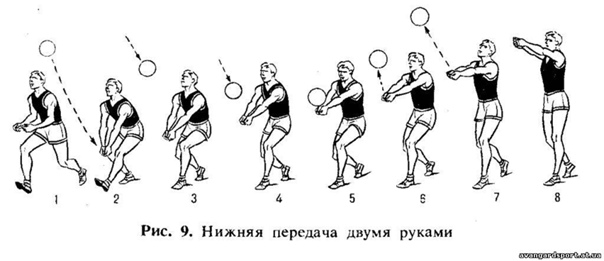 1 2 3 4 5 6 7 8
Рис. 9. Нижняя передача двумя руками
avangardsport.at.ua